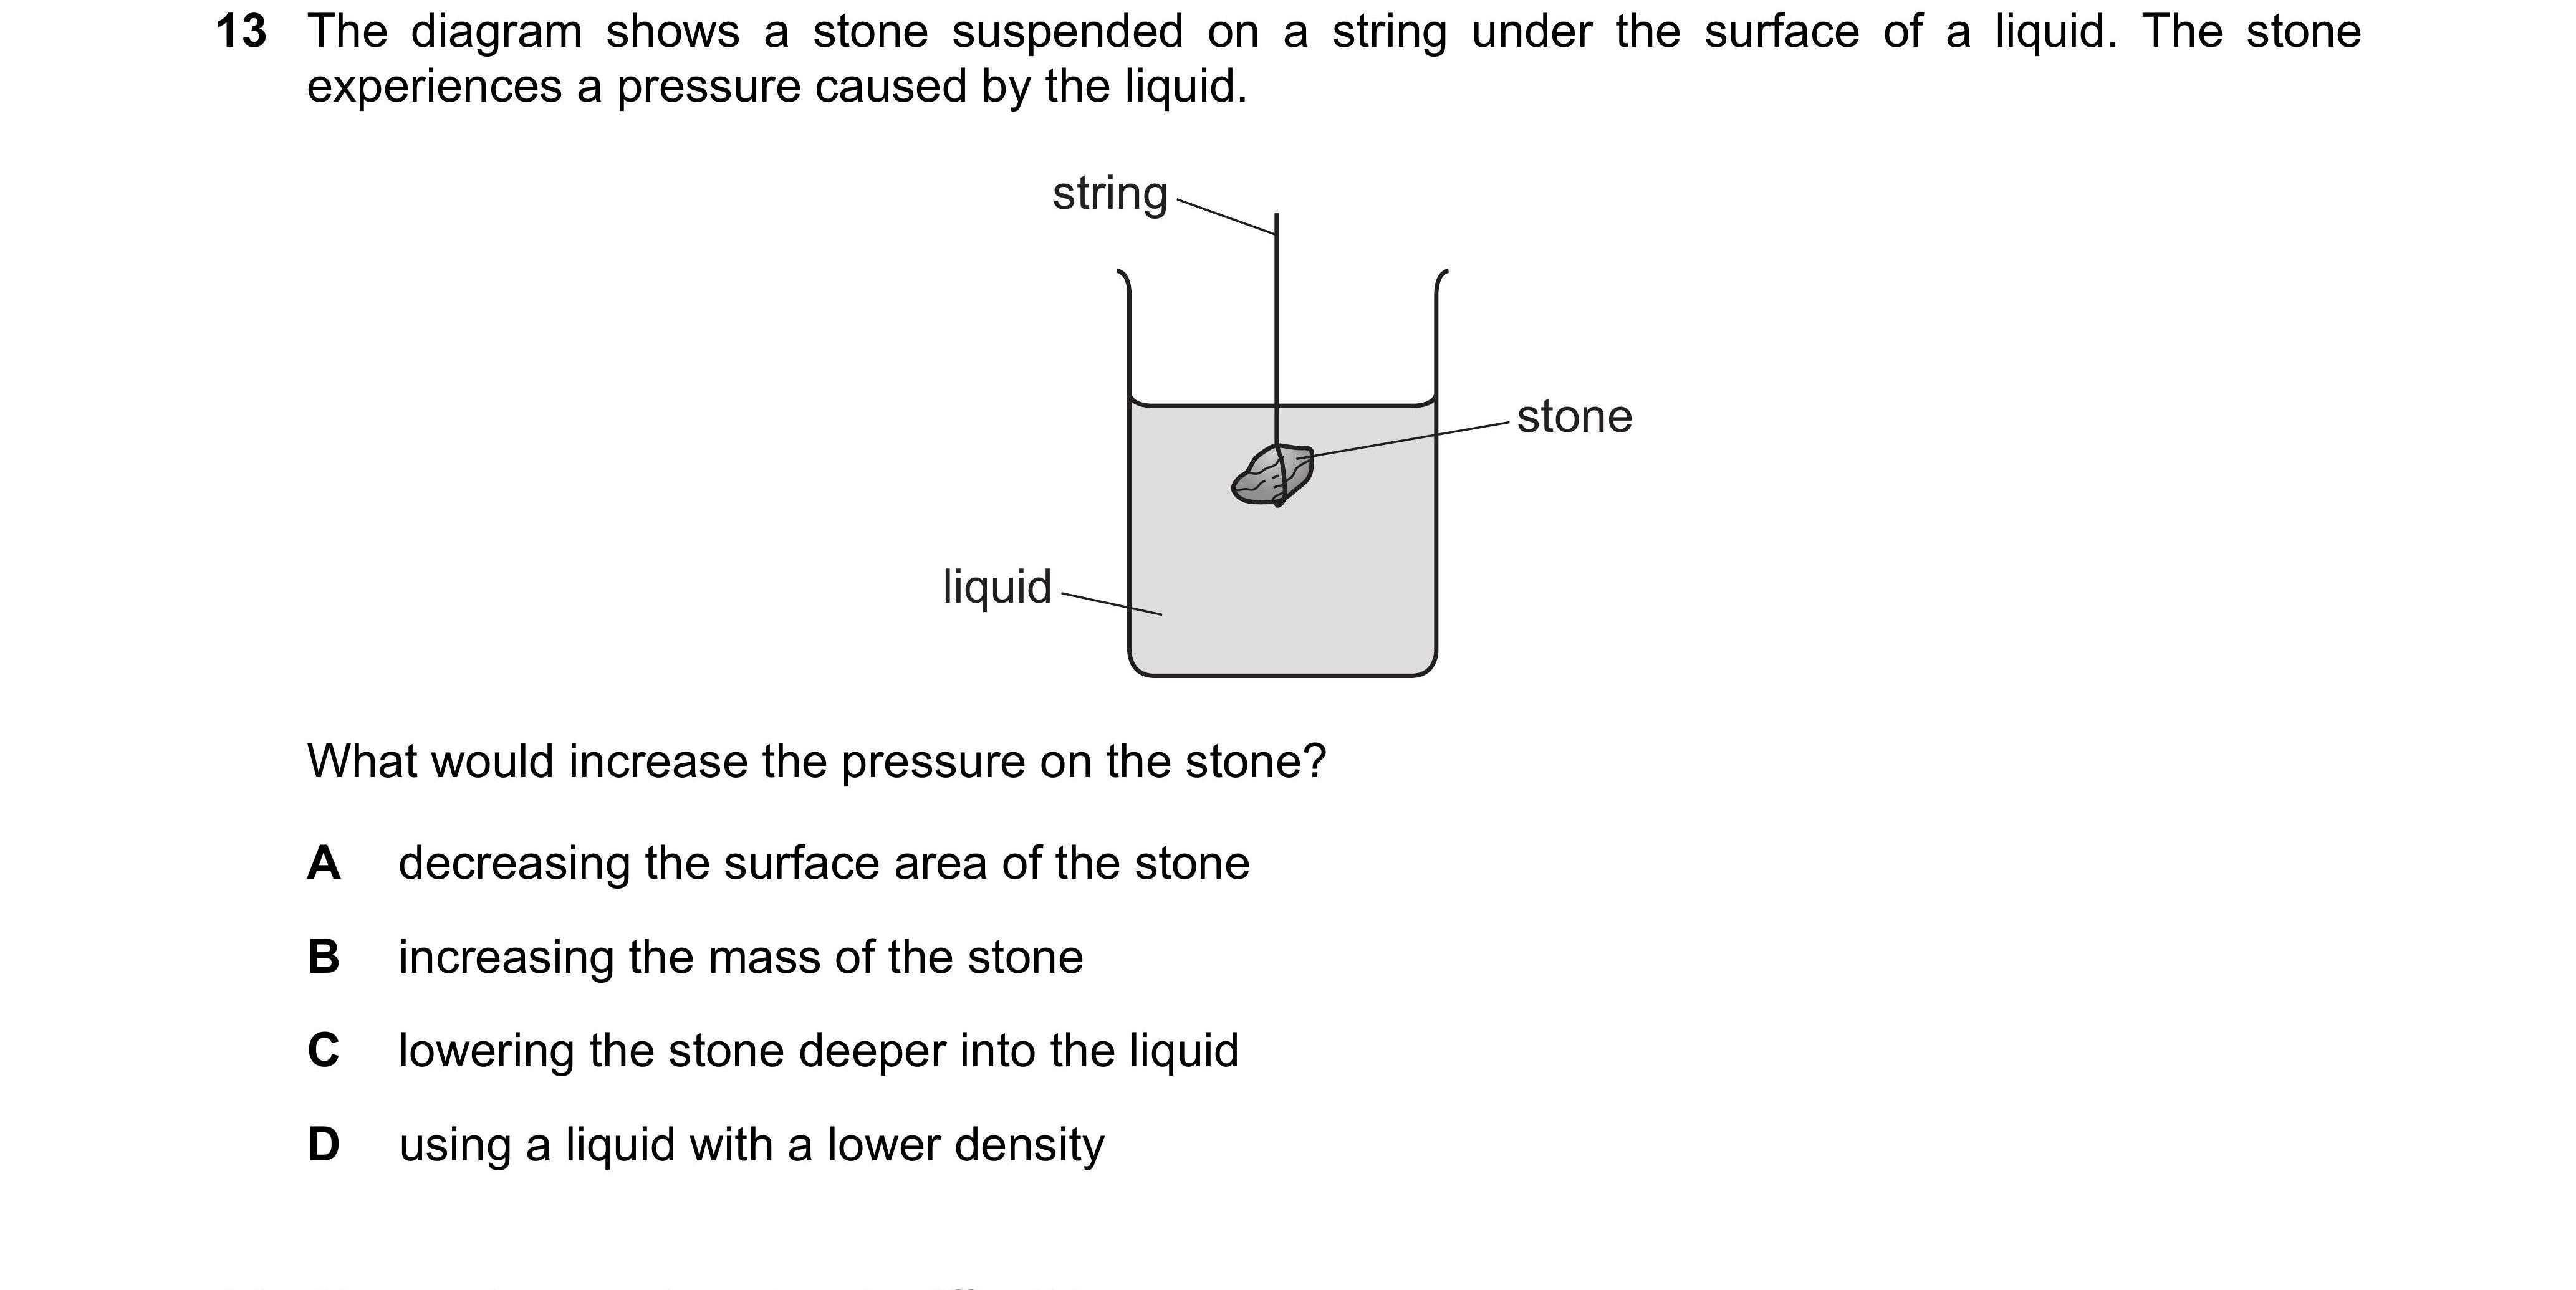 13 The diagram shows a stone suspended on a string under the surface of a liquid. The stone
experiences a pressure caused by the liquid.
string
stone
liquid
What would increase the pressure on the stone?
A decreasing the surface area of the stone
B increasing the mass of the stone
C lowering the stone deeper into the liquid
D using a liquid with a lower density